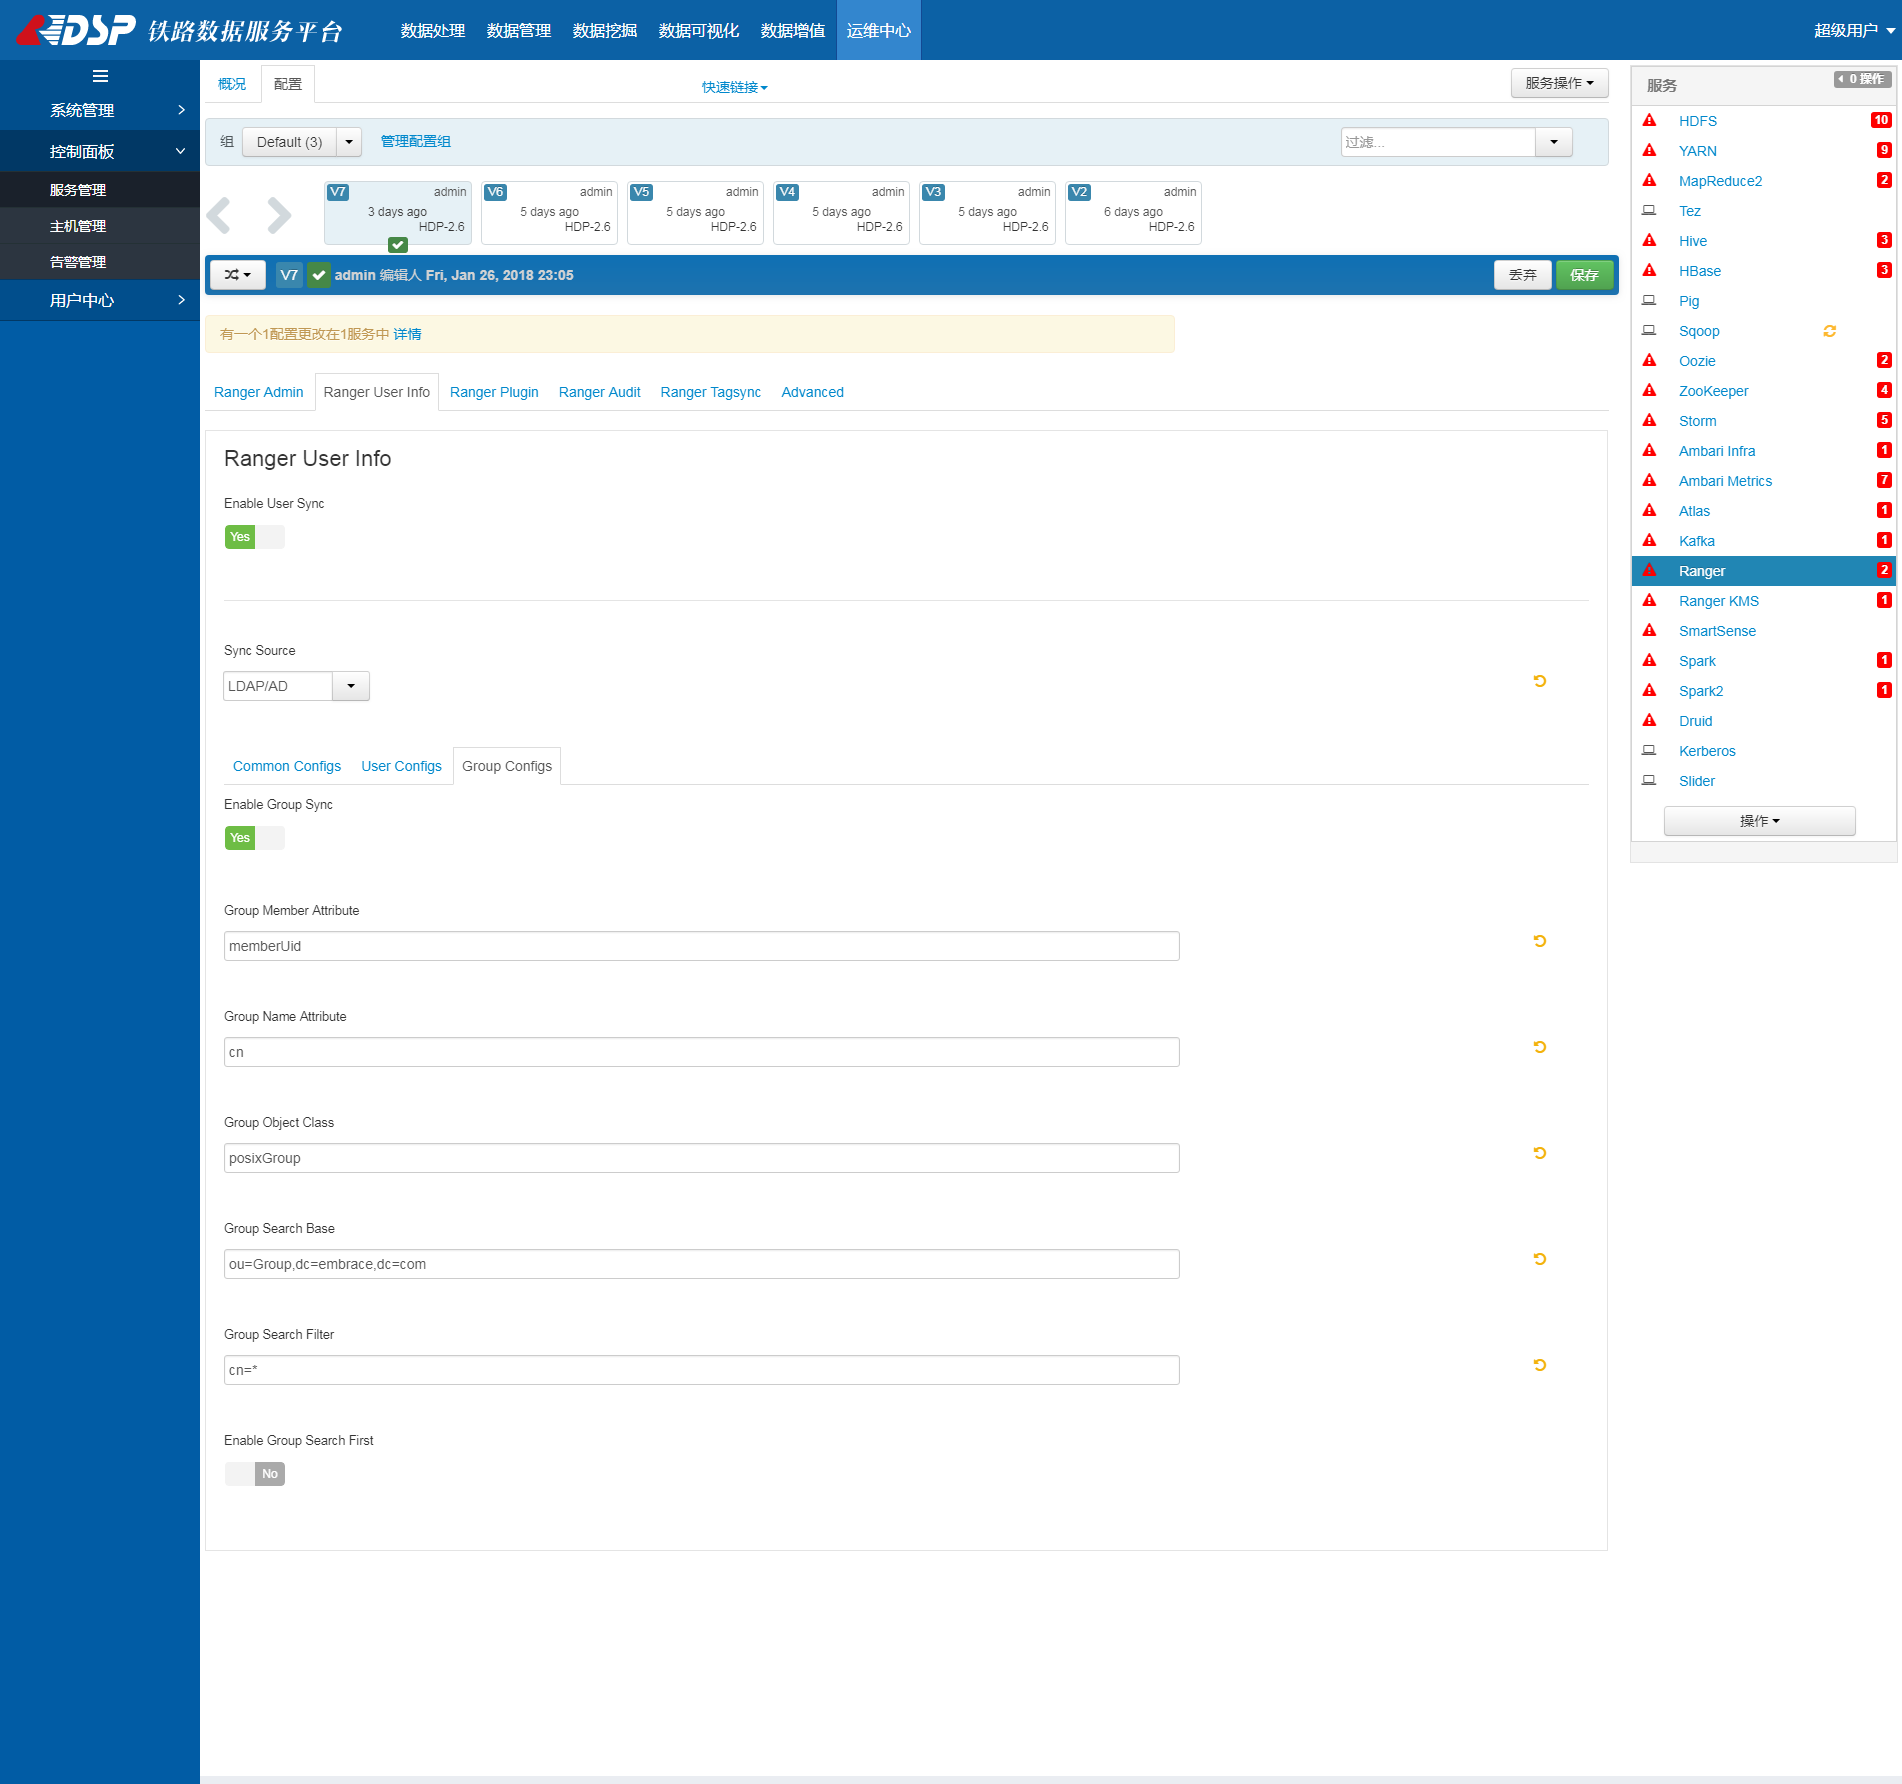 DSP 铁路数据服务平台
数据处理 数据管理 数据挖掘 数据可视化 数据增值 运维中心
超级用户
系统管理
控制面板
服务管理
主机管理
告警管理
用户中心
概况 配置 快速链接 服务操作
组 Default (3) 管理配置组 过滤...
V7 admin
3 days ago
HDP-2.6
V6 admin
5 days ago
HDP-2.6
V5 admin
5 days ago
HDP-2.6
V4 admin
5 days ago
HDP-2.6
V3 admin
5 days ago
HDP-2.6
V2 admin
6 days ago
HDP-2.6
V7 admin 编辑人 Fri, Jan 26, 2018 23:05 丢弃 保存
有一个1配置更改在1服务中 详情
Ranger Admin Ranger User Info Ranger Plugin Ranger Audit Ranger Tagsync Advanced
Ranger User Info
Enable User Sync
Yes
Sync Source
LDAP/AD
Common Configs User Configs Group Configs
Enable Group Sync
Yes
Group Member Attribute
memberUid
Group Name Attribute
cn
Group Object Class
posixGroup
Group Search Base
ou=Group,dc=embrace,dc=com
Group Search Filter
cn=*
Enable Group Search First
No
服务 0 操作
HDFS 10
YARN 9
MapReduce2 2
Tez
Hive 3
HBase 3
Pig
Sqoop
Oozie 2
ZooKeeper 4
Storm 5
Ambari Infra 1
Ambari Metrics 7
Atlas 1
Kafka 1
Ranger 2
Ranger KMS 1
SmartSense
Spark 1
Spark2 1
Druid
Kerberos
Slider
操作